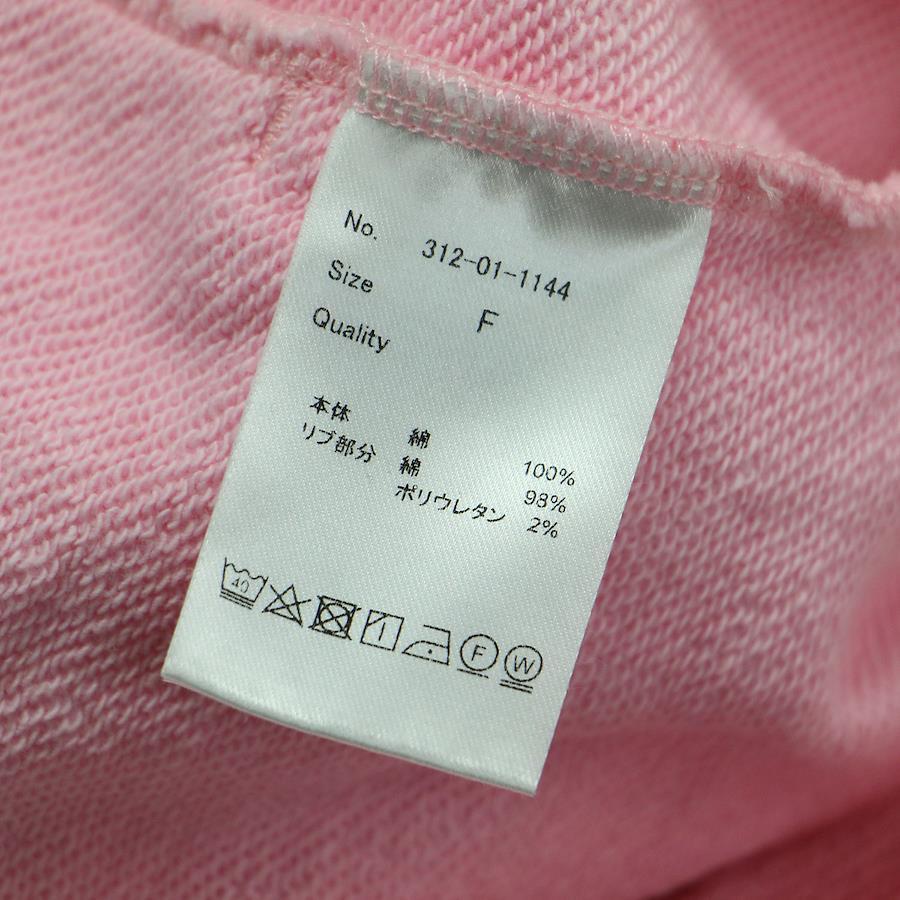 No. 312-01-1144
Size F
Quality
本体 綿 100%
リブ部分 綿 98%
ポリウレタン 2%
40 F W